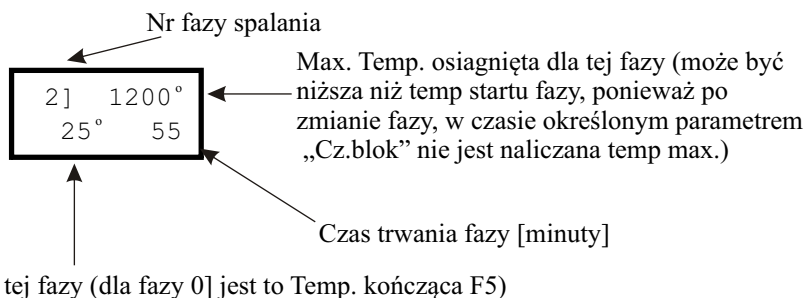 Nr fazy spalania
Max. Temp. osiagnięta dla tej fazy (może być
niższa niż temp startu fazy, ponieważ po
zmianie fazy, w czasie określonym parametrem
„Cz.blok” nie jest naliczana temp max.)
2] 1200°
25° 55
Czas trwania fazy [minuty]
tej fazy (dla fazy 0] jest to Temp. kończąca F5)